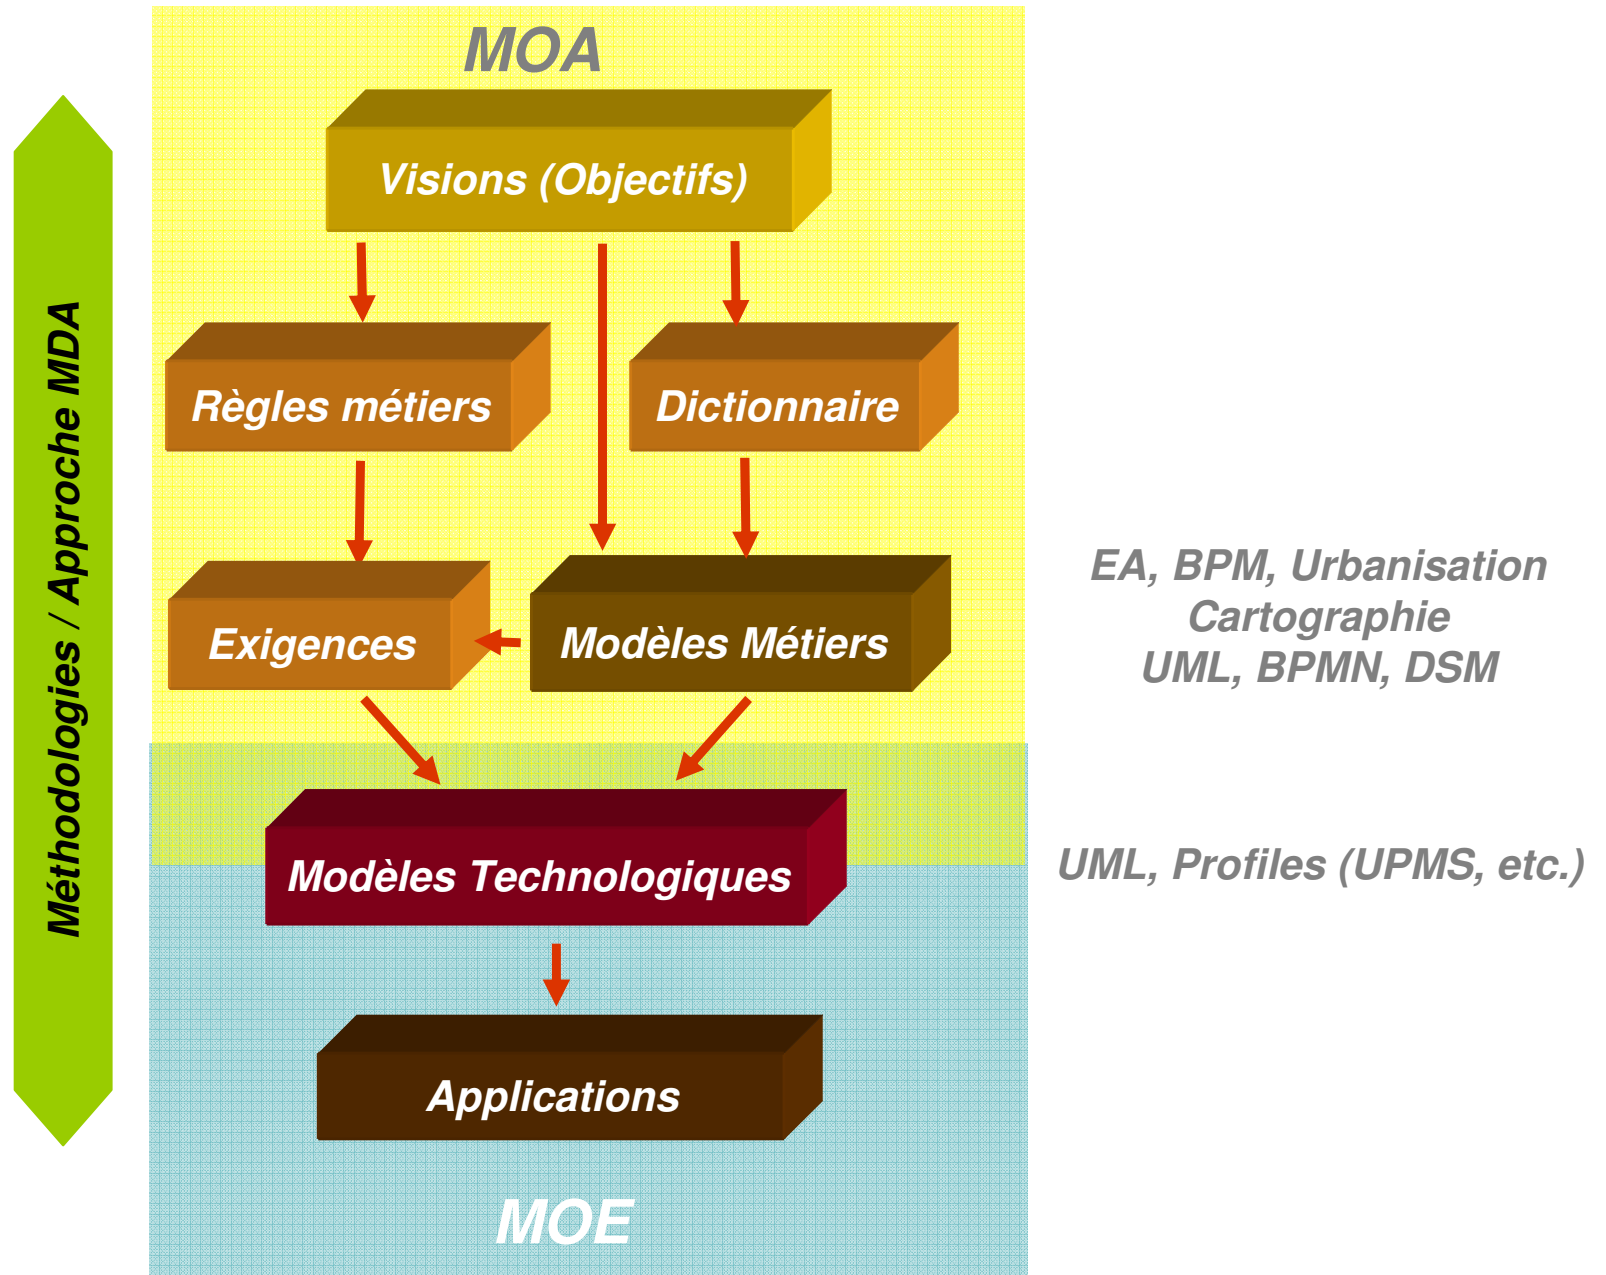 MOA
Visions (Objectifs)
Règles métiers
Dictionnaire
Exigences
Modèles Métiers
Modèles Technologiques
Applications
MOE
Méthodologies / Approche MDA
EA, BPM, Urbanisation
Cartographie
UML, BPMN, DSM
UML, Profiles (UPMS, etc.)